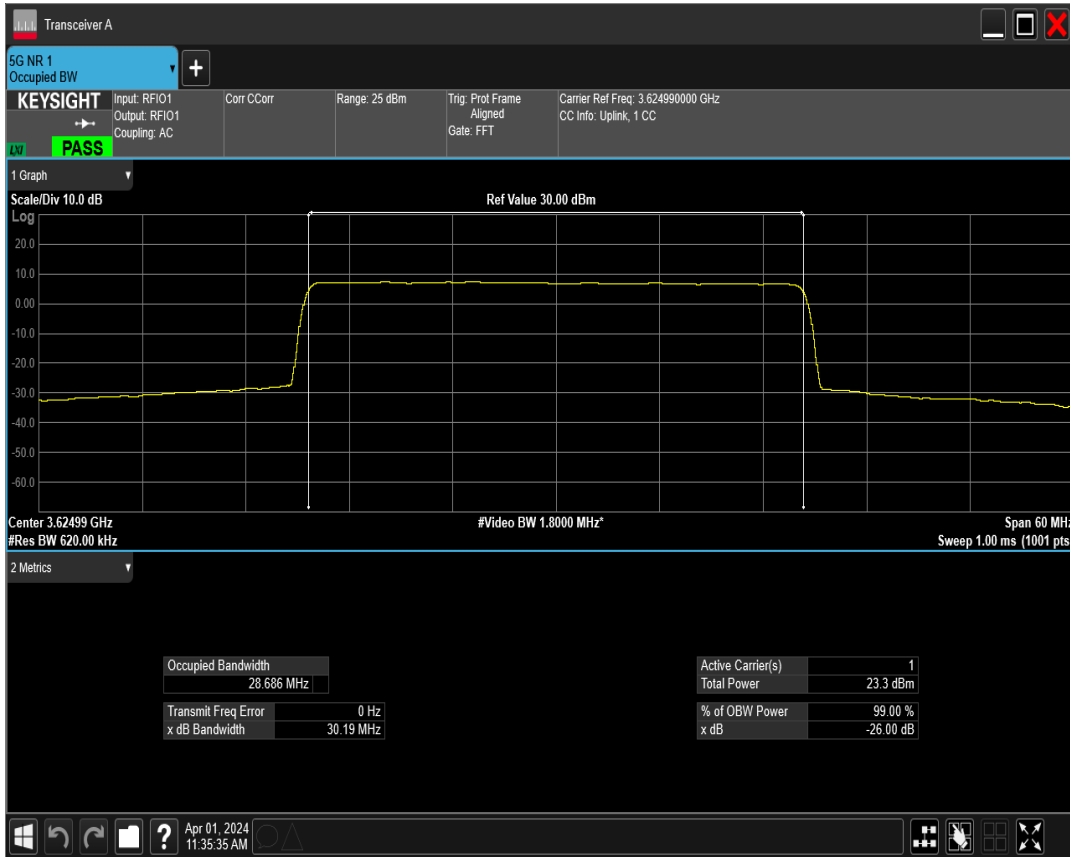 Transceiver A
5G NR 1
Occupied BW
KEYSIGHT
LXI
PASS
Input: RFIO1
Output: RFIO1
Coupling: AC
Corr CCorr
Range: 25 dBm
Trig: Prot Frame
Aligned
Gate: FFT
Carrier Ref Freq: 3.624990000 GHz
CC Info: Uplink, 1 CC
1 Graph
Scale/Div 10.0 dB
Ref Value 30.00 dBm
Log
20.0
10.0
0.00
-10.0
-20.0
-30.0
-40.0
-50.0
-60.0
Center 3.62499 GHz
#Video BW 1.8000 MHz*
Span 60 MHz
#Res BW 620.00 kHz
Sweep 1.00 ms (1001 pts
2 Metrics
Occupied Bandwidth
28.686 MHz
Transmit Freq Error 0 Hz
x dB Bandwidth 30.19 MHz
Active Carrier(s) 1
Total Power 23.3 dBm
% of OBW Power 99.00 %
x dB -26.00 dB
?
Apr 01, 2024
11:35:35 AM